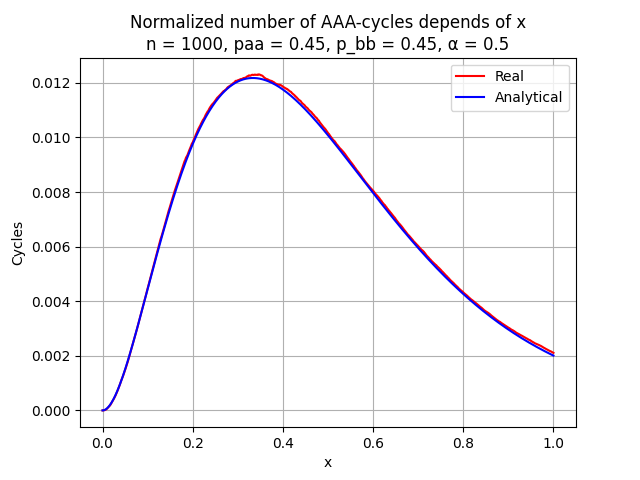 Normalized number of AAA-cycles depends of x
n = 1000, paa = 0.45, p_bb = 0.45, α = 0.5
Real
Analytical
0.012
0.010
0.008
0.006
0.004
0.002
0.000
Cycles
0.0 0.2 0.4 0.6 0.8 1.0
x